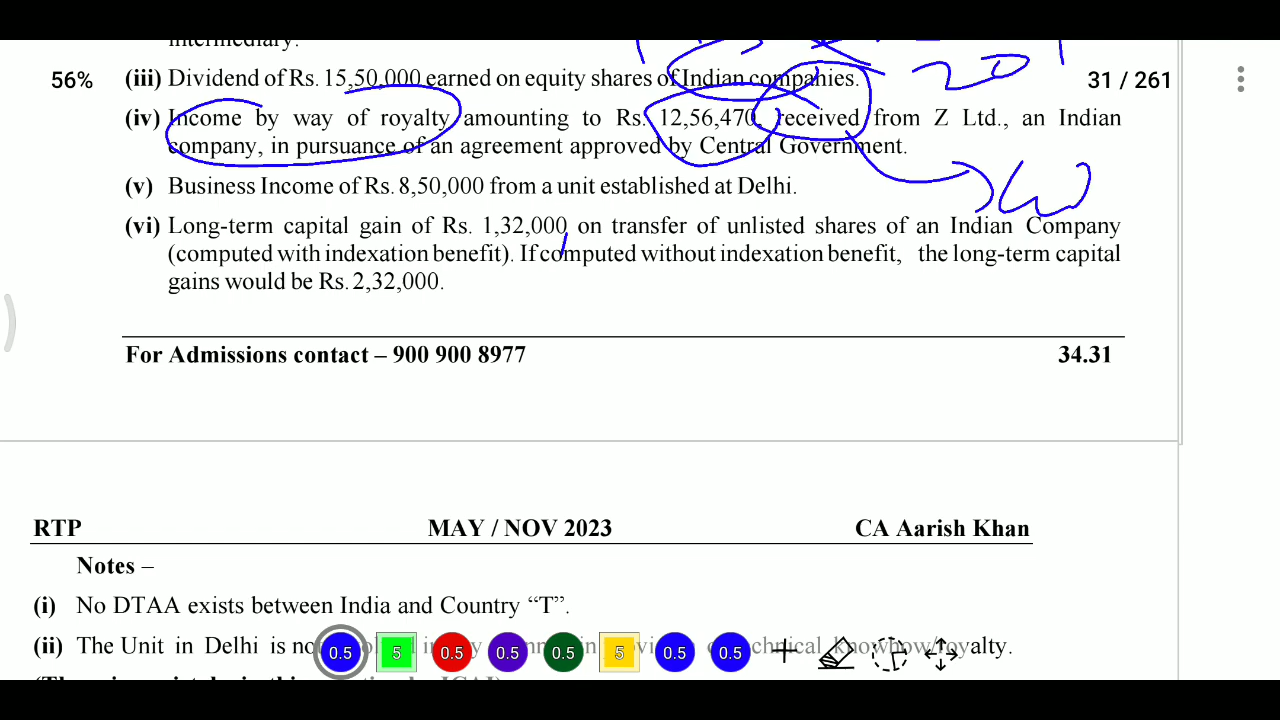 intermediary.
56% (iii) Dividend of Rs. 15,50,000 earned on equity shares of Indian companies. 31 / 261
(iv) Income by way of royalty amounting to Rs. 12,56,470, received from Z Ltd., an Indian
company, in pursuance of an agreement approved by Central Government.
(v) Business Income of Rs. 8,50,000 from a unit established at Delhi.
(vi) Long-term capital gain of Rs. 1,32,000 on transfer of unlisted shares of an Indian Company
(computed with indexation benefit). If computed without indexation benefit, the long-term capital
gains would be Rs. 2,32,000.
For Admissions contact – 900 900 8977 34.31
RTP MAY / NOV 2023 CA Aarish Khan
Notes –
(i) No DTAA exists between India and Country “T”.
(ii) The Unit in Delhi is not technical knowhow/royalty.
0.5 5 0.5 0.5 0.5 5 0.5 0.5